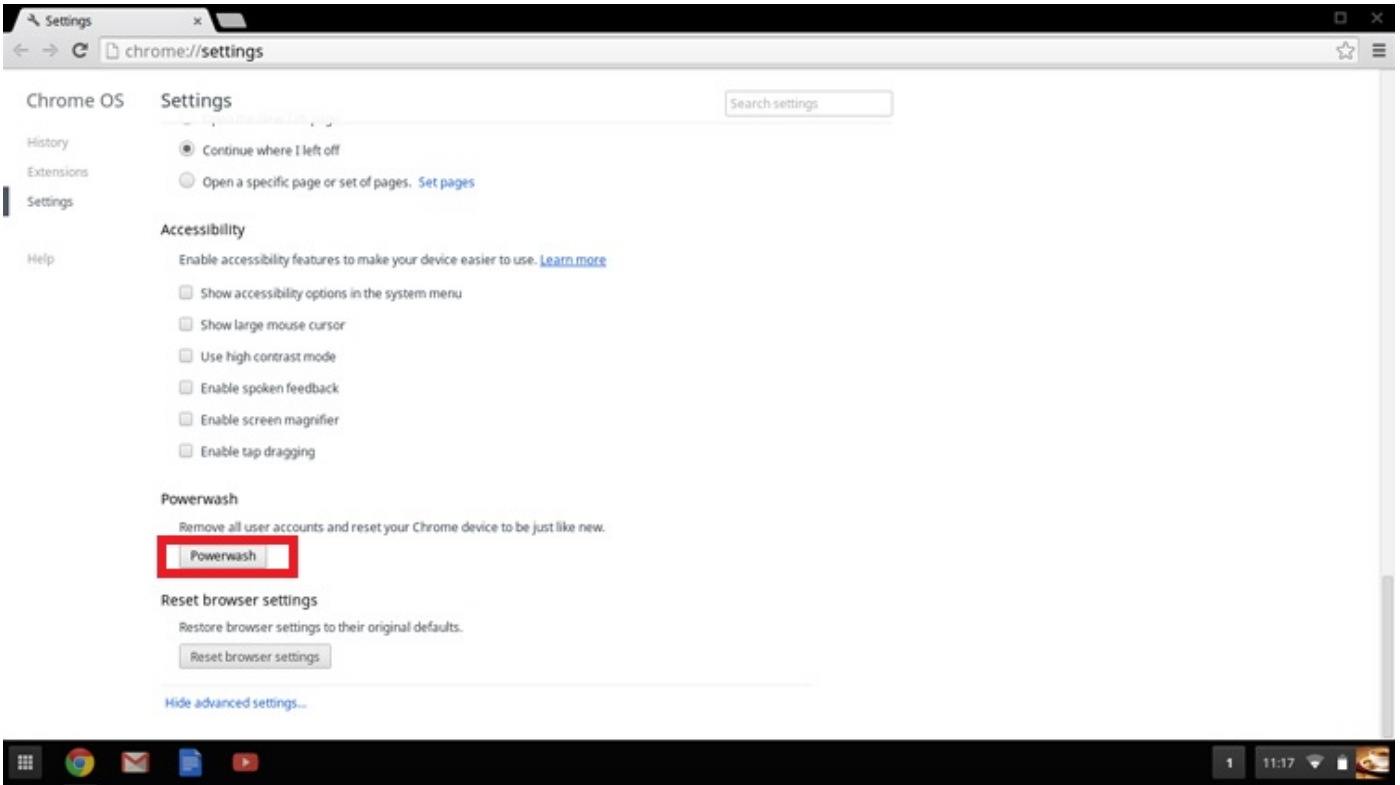 Settings
chrome://settings
Chrome OS
Settings
Search settings
History
Extensions
Settings
Help
Continue where I left off
Open a specific page or set of pages. Set pages
Accessibility
Enable accessibility features to make your device easier to use. Learn more
Show accessibility options in the system menu
Show large mouse cursor
Use high contrast mode
Enable spoken feedback
Enable screen magnifier
Enable tap dragging
Powerwash
Remove all user accounts and reset your Chrome device to be just like new.
Powerwash
Reset browser settings
Restore browser settings to their original defaults.
Reset browser settings
Hide advanced settings...
1
11:17